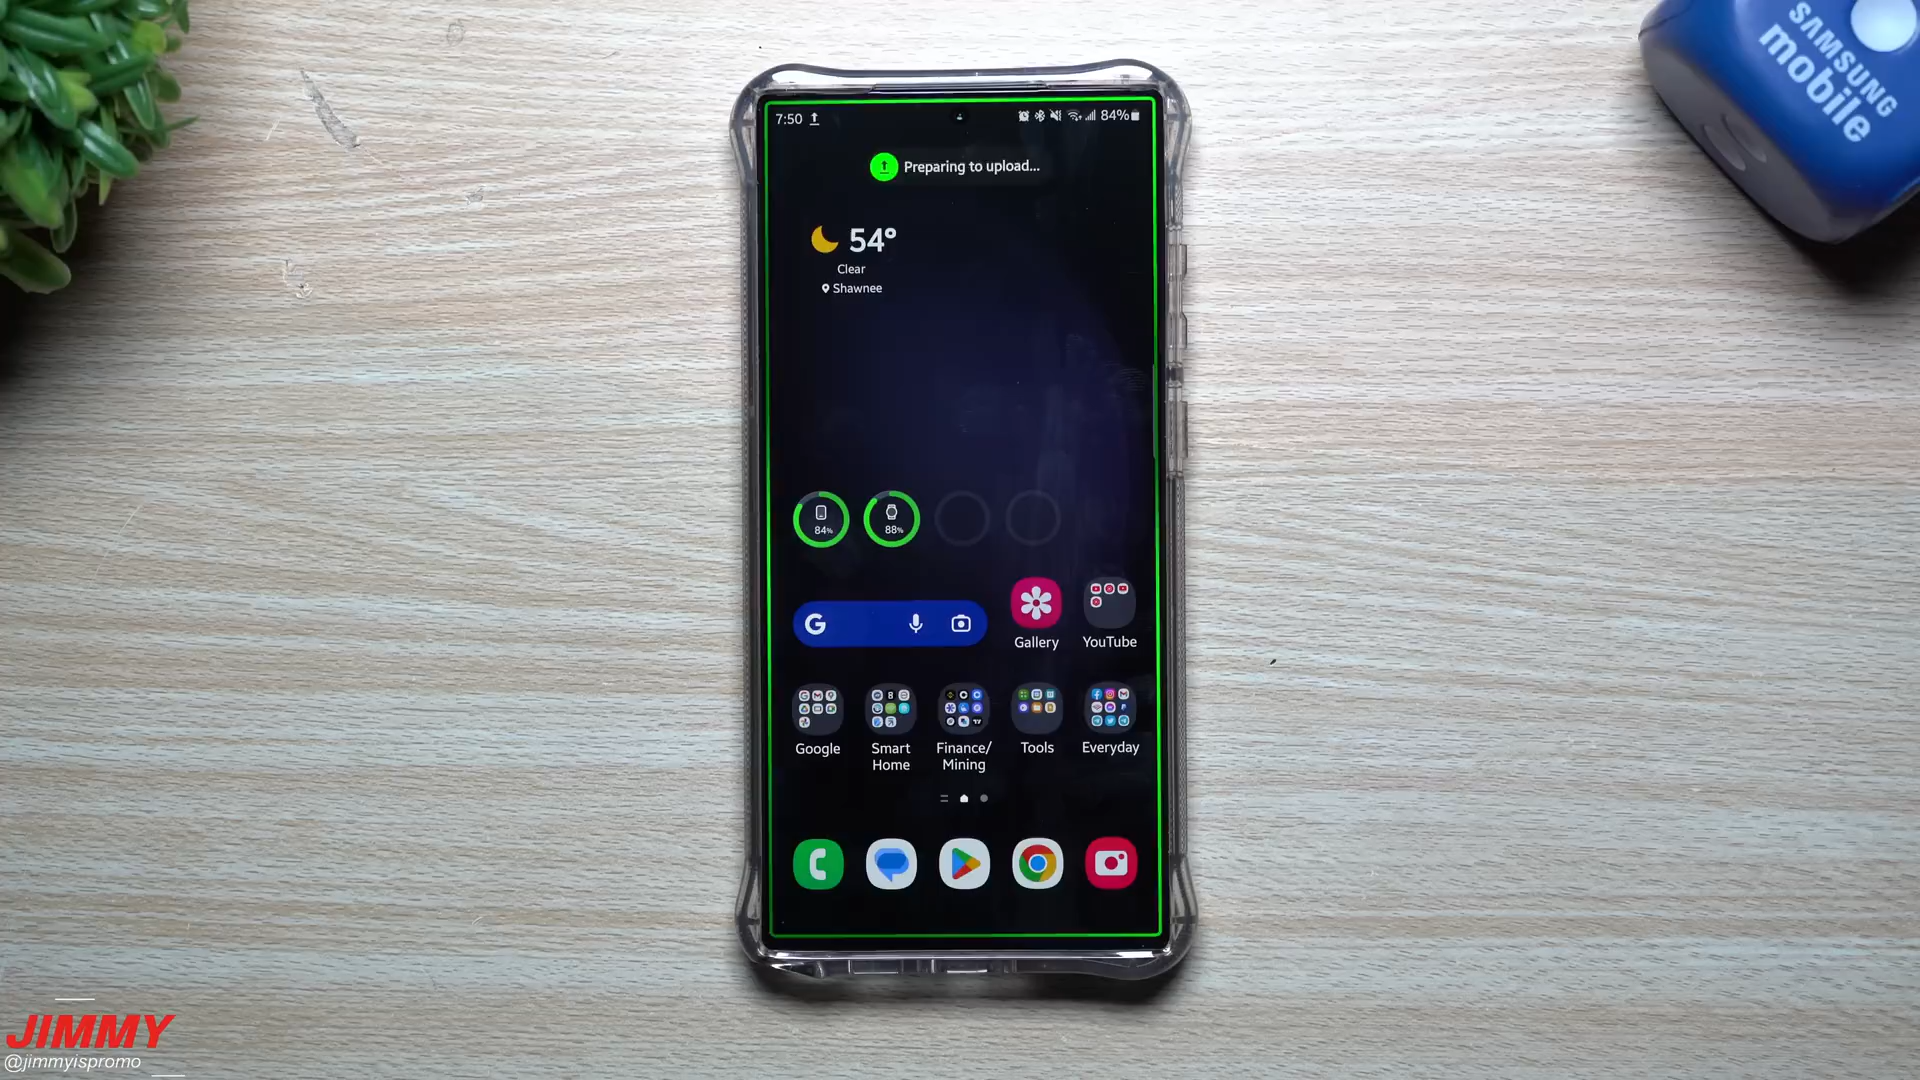 SAMSUNG
mobile
7:50
84%
Preparing to upload...
54°
Clear
Shawnee
84%
88%
G
Gallery
YouTube
Google
Smart
Home
Finance/
Mining
Tools
Everyday
JIMMY
@jimmyispromo